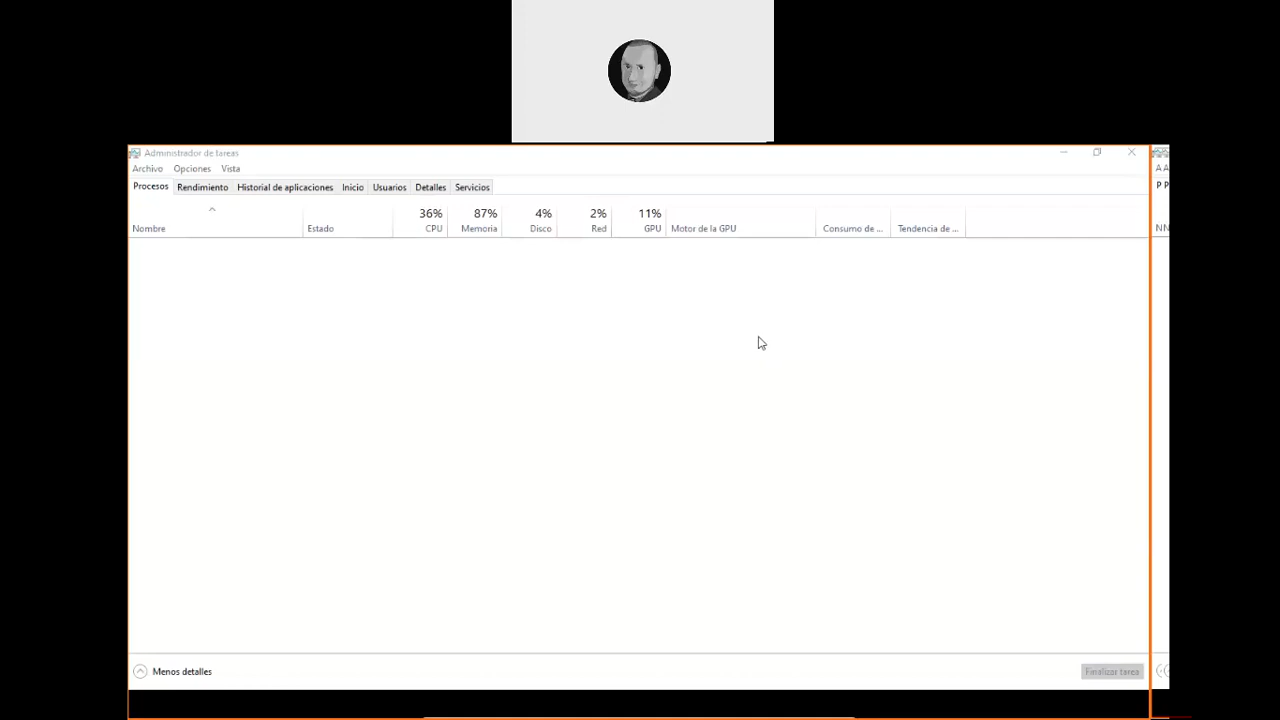 Administrador de tareas
Archivo Opciones Vista
Procesos Rendimiento Historial de aplicaciones Inicio Usuarios Detalles Servicios
36% 87% 4% 2% 11%
Nombre Estado CPU Memoria Disco Red GPU Motor de la GPU Consumo de ... Tendencia de ...
Menos detalles Finalizar tarea